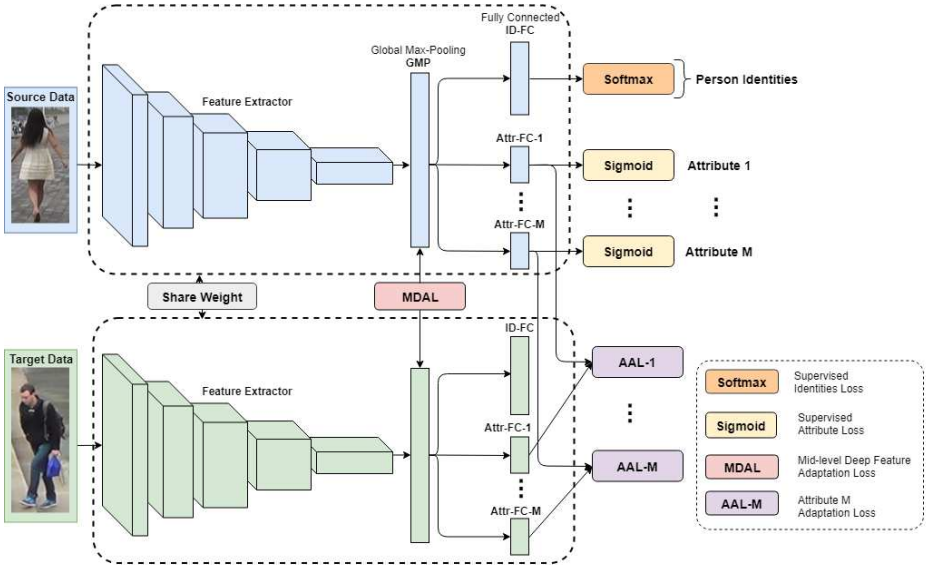 Fully Connected
ID-FC
Global Max-Pooling
GMP
Softmax
Person Identities
Source Data
Feature Extractor
Attr-FC-1
Sigmoid
Attribute 1
Attr-FC-M
Sigmoid
Attribute M
Share Weight
MDAL
ID-FC
Target Data
AAL-1
Feature Extractor
Attr-FC-1
AAL-M
Attr-FC-M
Softmax
Supervised
Identities Loss
Sigmoid
Supervised
Attribute Loss
MDAL
Mid-level Deep Feature
Adaptation Loss
AAL-M
Attribute M
Adaptation Loss